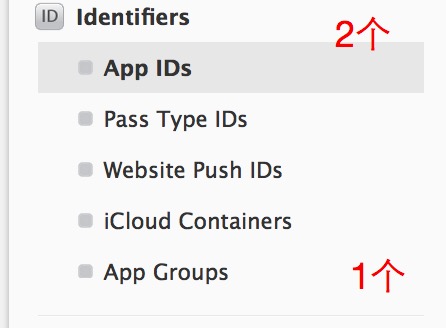 ID Identifiers
2个
App IDs
Pass Type IDs
Website Push IDs
iCloud Containers
App Groups
1个